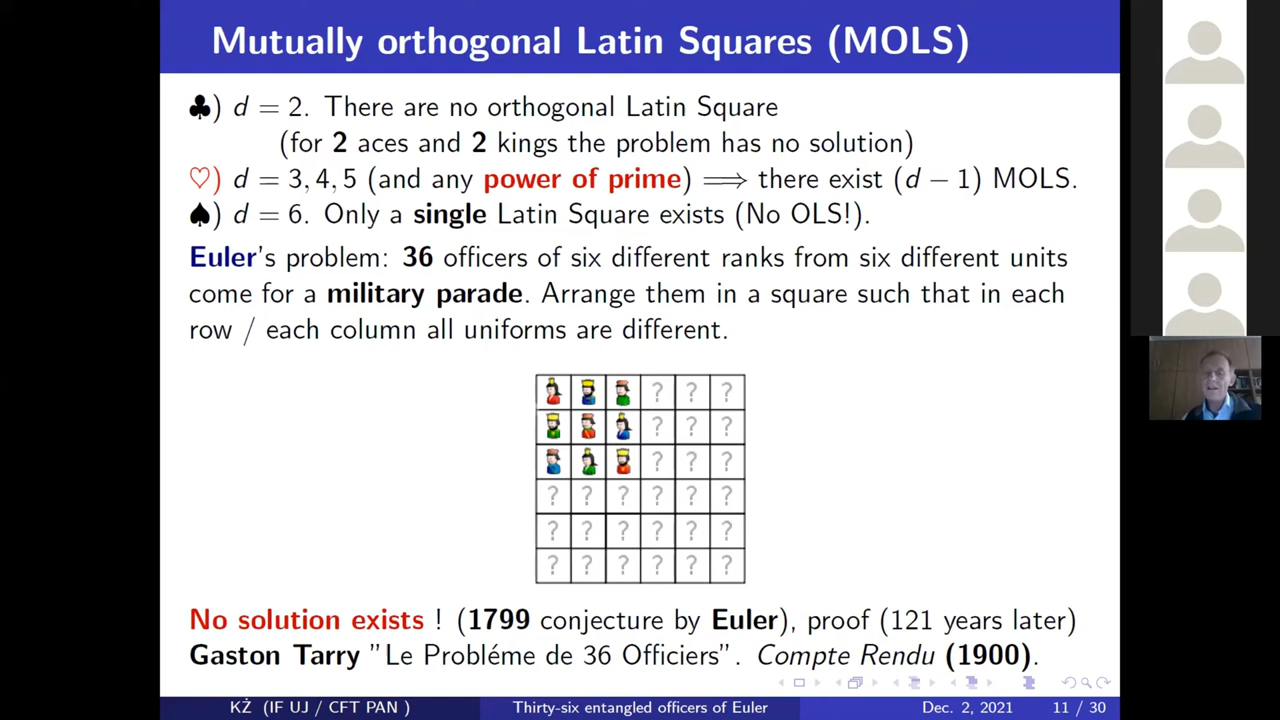 Mutually orthogonal Latin Squares (MOLS)
♣) d = 2. There are no orthogonal Latin Square
(for 2 aces and 2 kings the problem has no solution)
♡) d = 3, 4, 5 (and any power of prime) ⟹ there exist (d − 1) MOLS.
♠) d = 6. Only a single Latin Square exists (No OLS!).
Euler's problem: 36 officers of six different ranks from six different units
come for a military parade. Arrange them in a square such that in each
row / each column all uniforms are different.
? ? ?
? ? ?
? ? ?
? ? ? ? ? ?
? ? ? ? ? ?
? ? ? ? ? ?
No solution exists ! (1799 conjecture by Euler), proof (121 years later)
Gaston Tarry "Le Probléme de 36 Officiers". Compte Rendu (1900).
KŻ (IF UJ / CFT PAN ) Thirty-six entangled officers of Euler Dec. 2, 2021 11 / 30